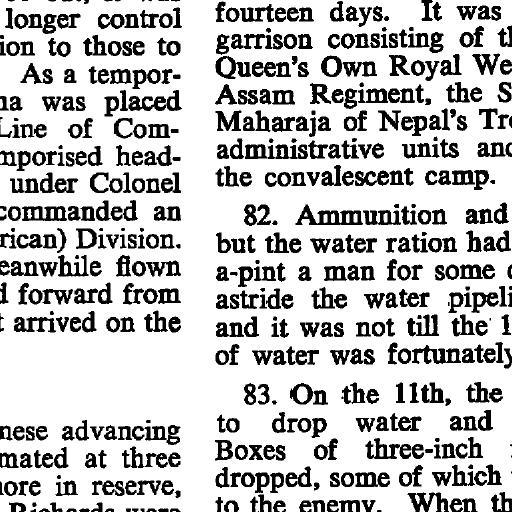 longer control
ion to those to
As a tempor-
was placed
Line of Com-
mporised head-
under Colonel
commanded an
rican) Division.
eanwhile flown
d forward from
t arrived on the
nese advancing
mated at three
ore in reserve,
Richards were
fourteen days. It was
garrison consisting of th
Queen's Own Royal We
Assam Regiment, the S
Maharaja of Nepal's Tr
administrative units and
the convalescent camp.
82. Ammunition and
but the water ration had
a-pint a man for some
astride the water pipeli
and it was not till the 1
of water was fortunately
83. On the 11th, the
to drop water and
Boxes of three-inch
dropped, some of which
to the enemy. When th